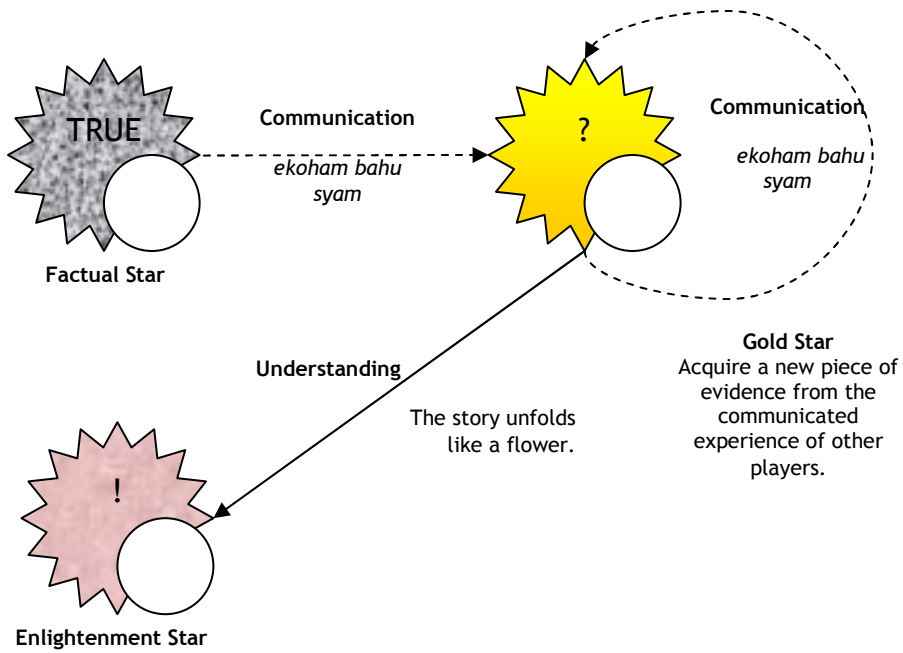 TRUE
Communication
ekoham bahu
syam
Factual Star
?
Communication
ekoham bahu
syam
Gold Star
Acquire a new piece of
evidence from the
communicated
experience of other
players.
Understanding
The story unfolds
like a flower.
!
Enlightenment Star